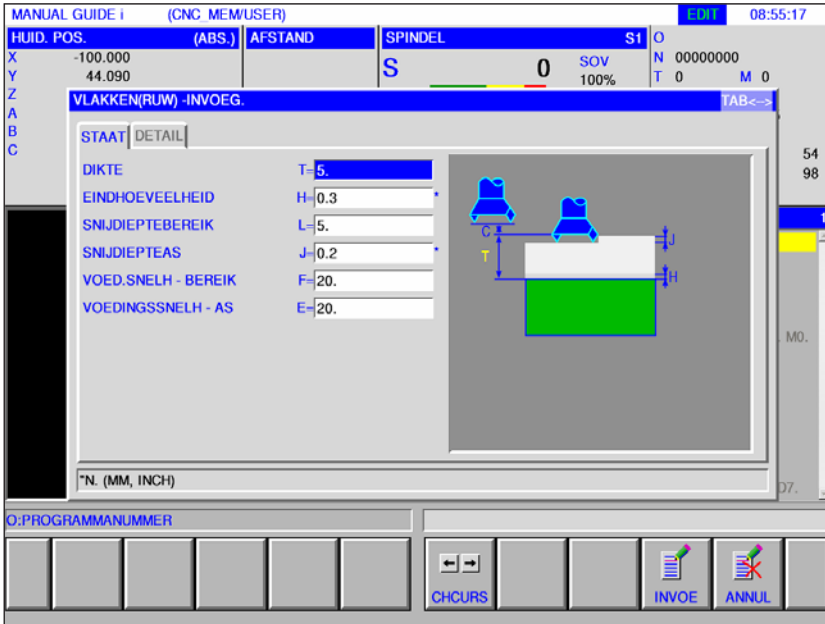 MANUAL GUIDE i (CNC_MEM/USER) EDIT 08:55:17
HUID. POS. (ABS.) AFSTAND SPINDEL S1 O
X -100.000 S 0 SOV N 00000000
Y 44.090 100% T 0 M 0
Z VLAKKEN(RUW) -INVOEG. TAB<-->
A
B STAAT DETAIL
C 54
98
DIKTE T= 5.
EINDHOEVEELHEID H= 0.3 *
SNIJDIEPTEBEREIK L= 5.
SNIJDIEPTEAS J= 0.2 *
VOED.SNELH - BEREIK F= 20.
VOEDINGSSNELH - AS E= 20.
C
J
T
H
1
M0.
D7.
"N. (MM, INCH)
O:PROGRAMMANUMMER
CHCURS INVOE ANNUL